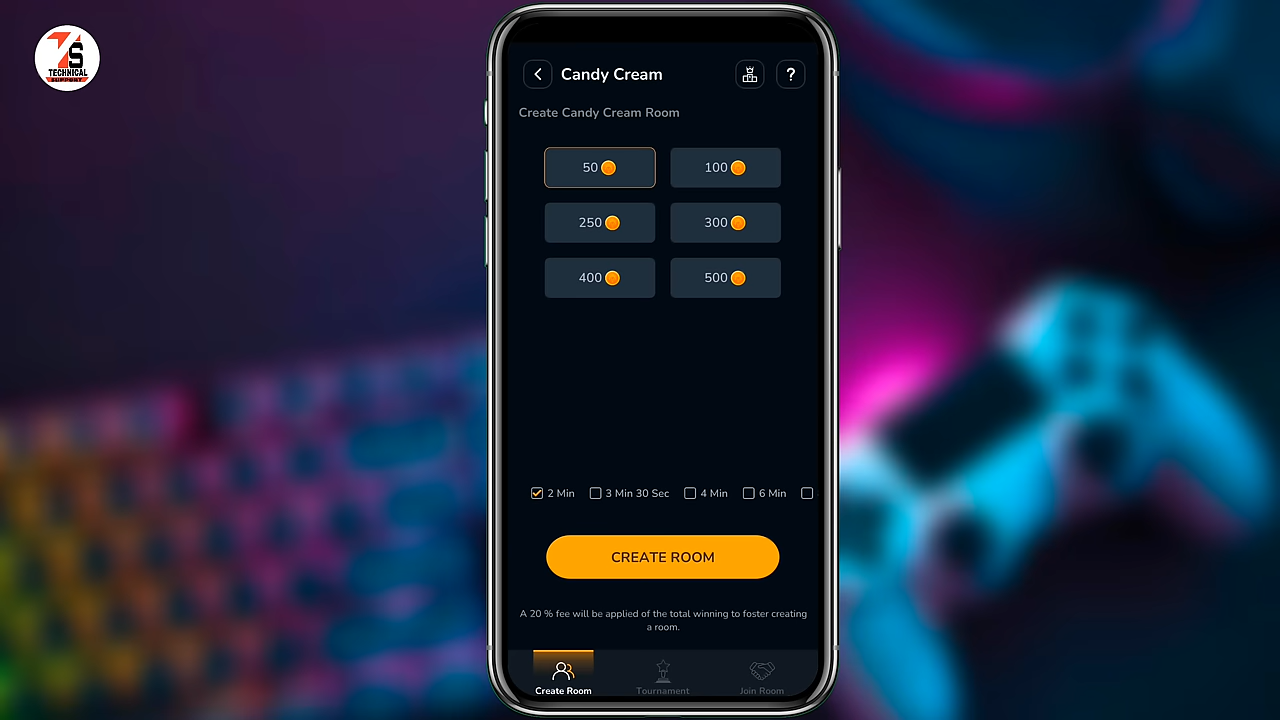 TS
TECHNICAL
SUPPORT
Candy Cream
?
Create Candy Cream Room
50
100
250
300
400
500
2 Min
3 Min 30 Sec
4 Min
6 Min
CREATE ROOM
A 20 % fee will be applied of the total winning to foster creating
a room.
Create Room
Tournament
Join Room